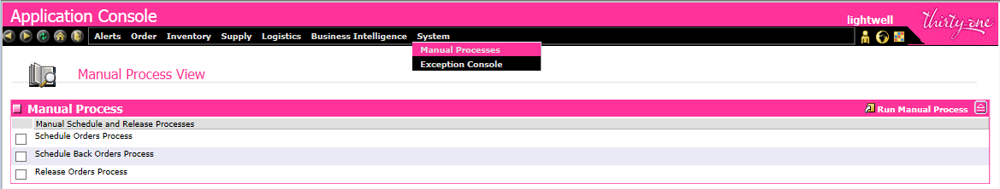 Application Console
lightwell
thirty-one
Alerts Order Inventory Supply Logistics Business Intelligence System
Manual Processes
Exception Console
Manual Process View
Manual Process
Run Manual Process
Manual Schedule and Release Processes
Schedule Orders Process
Schedule Back Orders Process
Release Orders Process